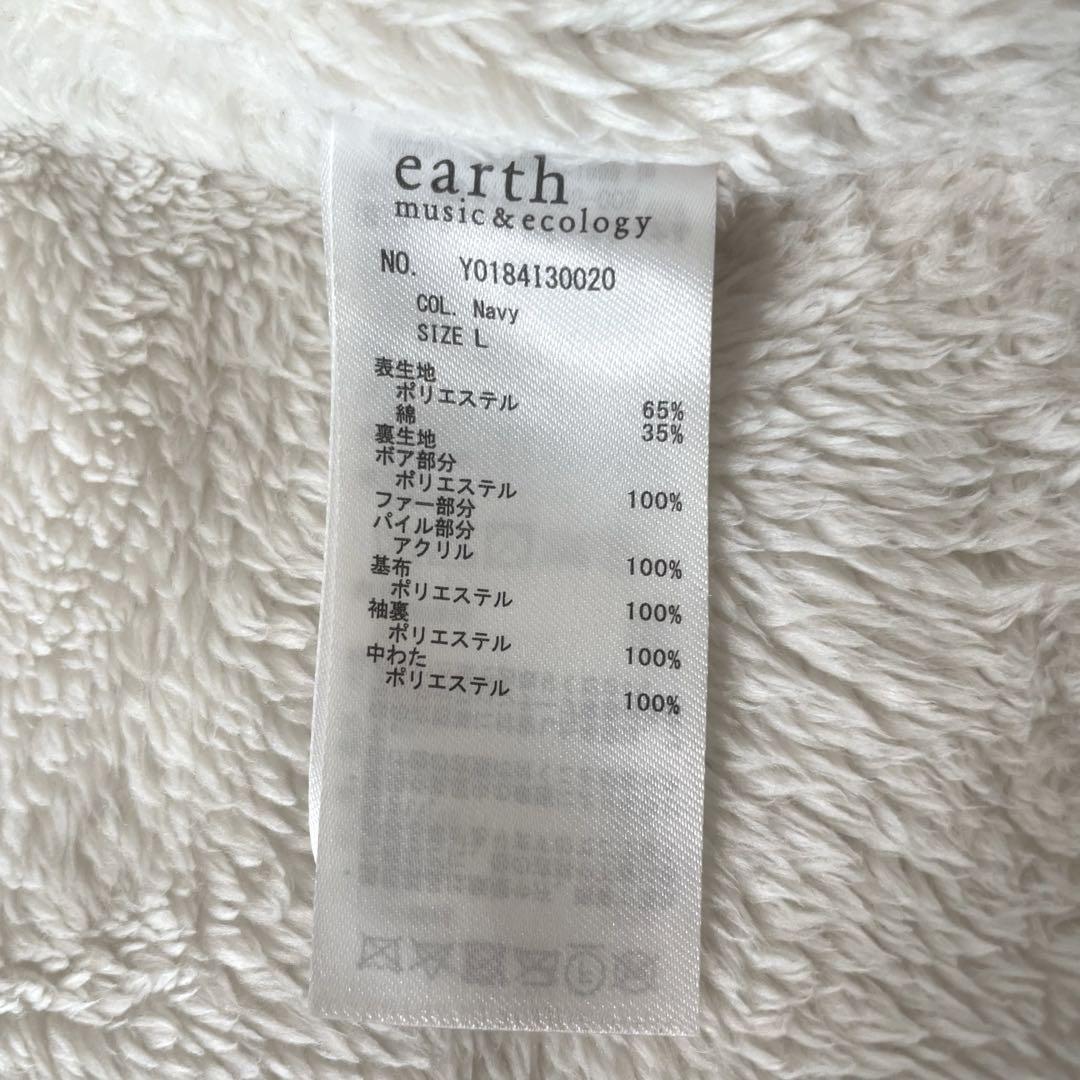 earth
music&ecology
NO. Y0184I30020
COL. Navy
SIZE L
表生地
ポリエステル 65%
綿 35%
裏生地
ボア部分
ポリエステル 100%
ファー部分
パイル部分
アクリル 100%
基布
ポリエステル 100%
袖裏
ポリエステル 100%
中わた
ポリエステル 100%